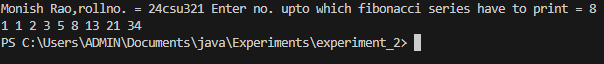 Monish Rao,rollno. = 24csu321 Enter no. upto which fibonacci series have to print = 8
1 1 2 3 5 8 13 21 34
PS C:\Users\ADMIN\Documents\java\Experiments\experiment_2>